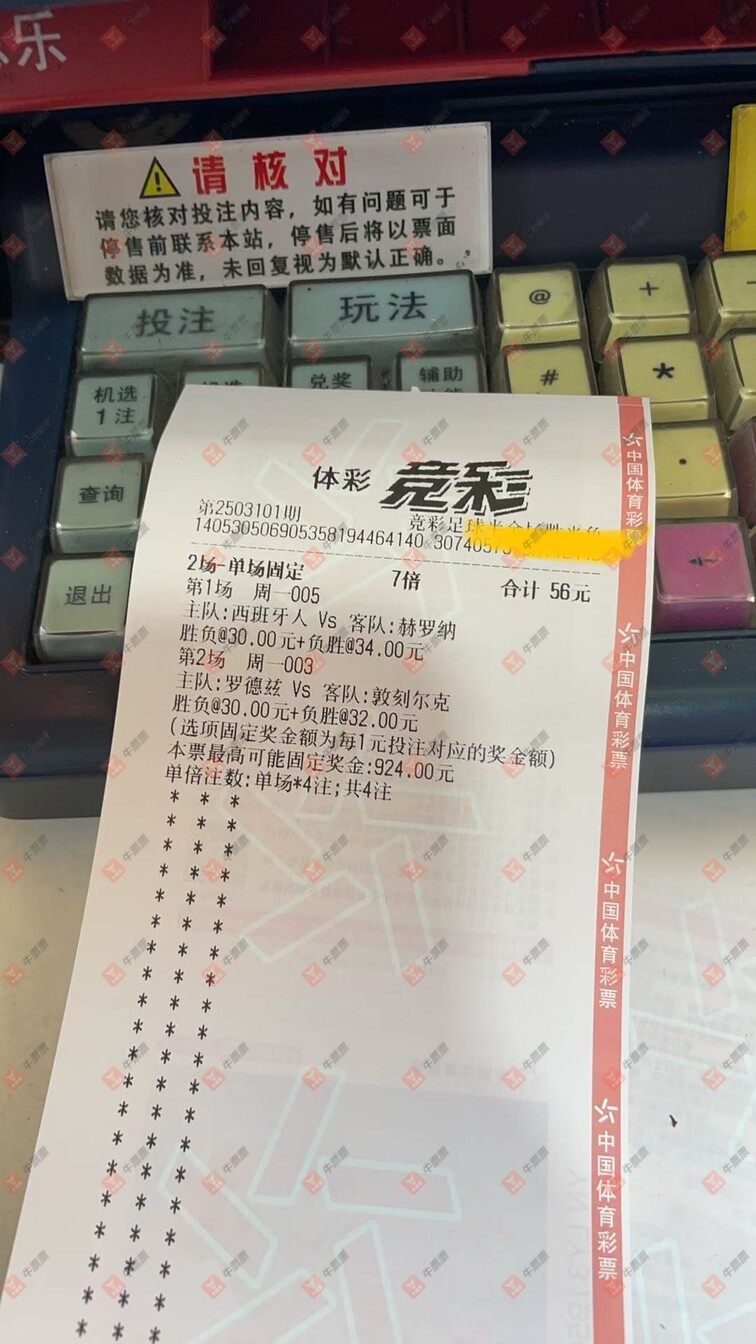 乐
请核对
请您核对投注内容，如有问题可于
停售前联系本站，停售后将以票面
数据为准，未回复视为默认正确。
投注
玩法
@
+
机选
1注
兑奖
辅助
#
*
查询
退出
体彩 竞彩
第2503101期
竞彩足球半全场胜平负
140530506905358194464140
2场-单场固定 7倍 合计 56元
第1场 周一005
主队:西班牙人 Vs 客队:赫罗纳
胜负@30.00元+负胜@34.00元
第2场 周一003
主队:罗德兹 Vs 客队:敦刻尔克
胜负@30.00元+负胜@32.00元
(选项固定奖金额为每1元投注对应的奖金额)
本票最高可能固定奖金:924.00元
单倍注数:单场*4注;共4注
中国体育彩票
中国体育彩票
中国体育彩票
中国体育彩票
牛票票